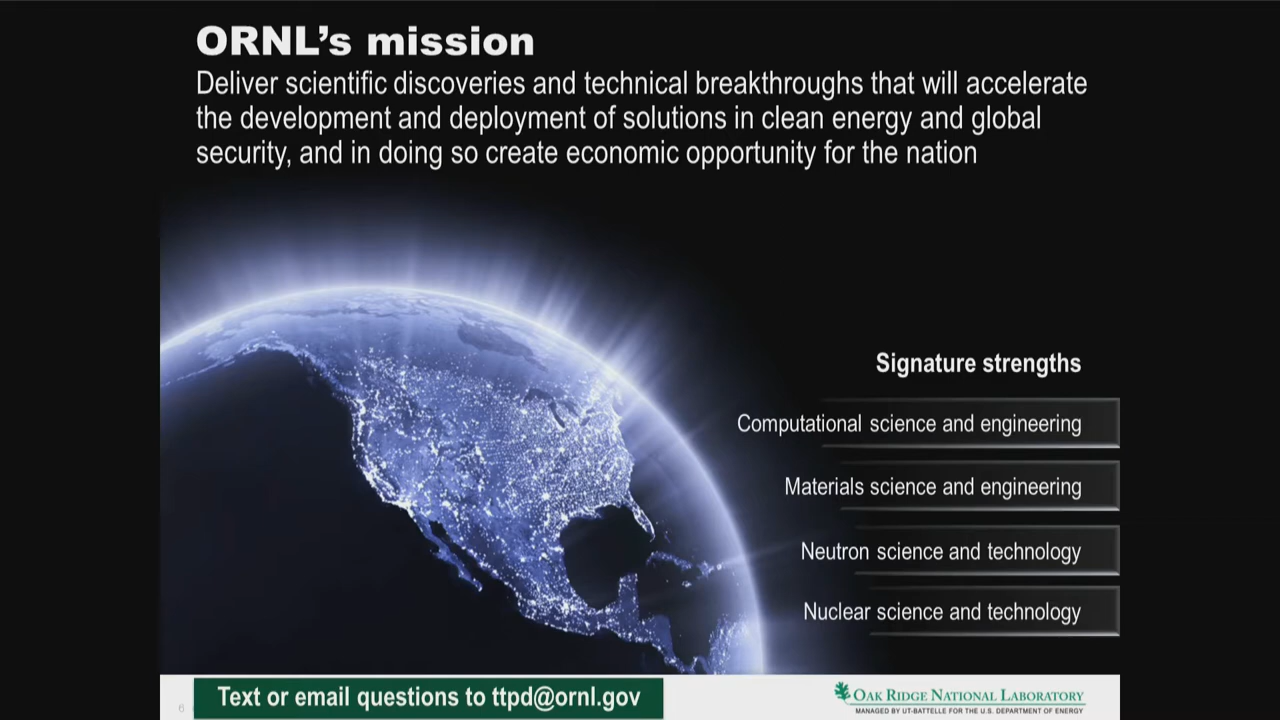 ORNL’s mission
Deliver scientific discoveries and technical breakthroughs that will accelerate
the development and deployment of solutions in clean energy and global
security, and in doing so create economic opportunity for the nation
Signature strengths
Computational science and engineering
Materials science and engineering
Neutron science and technology
Nuclear science and technology
6
Text or email questions to ttpd@ornl.gov
OAK RIDGE NATIONAL LABORATORY
MANAGED BY UT-BATTELLE FOR THE U.S. DEPARTMENT OF ENERGY